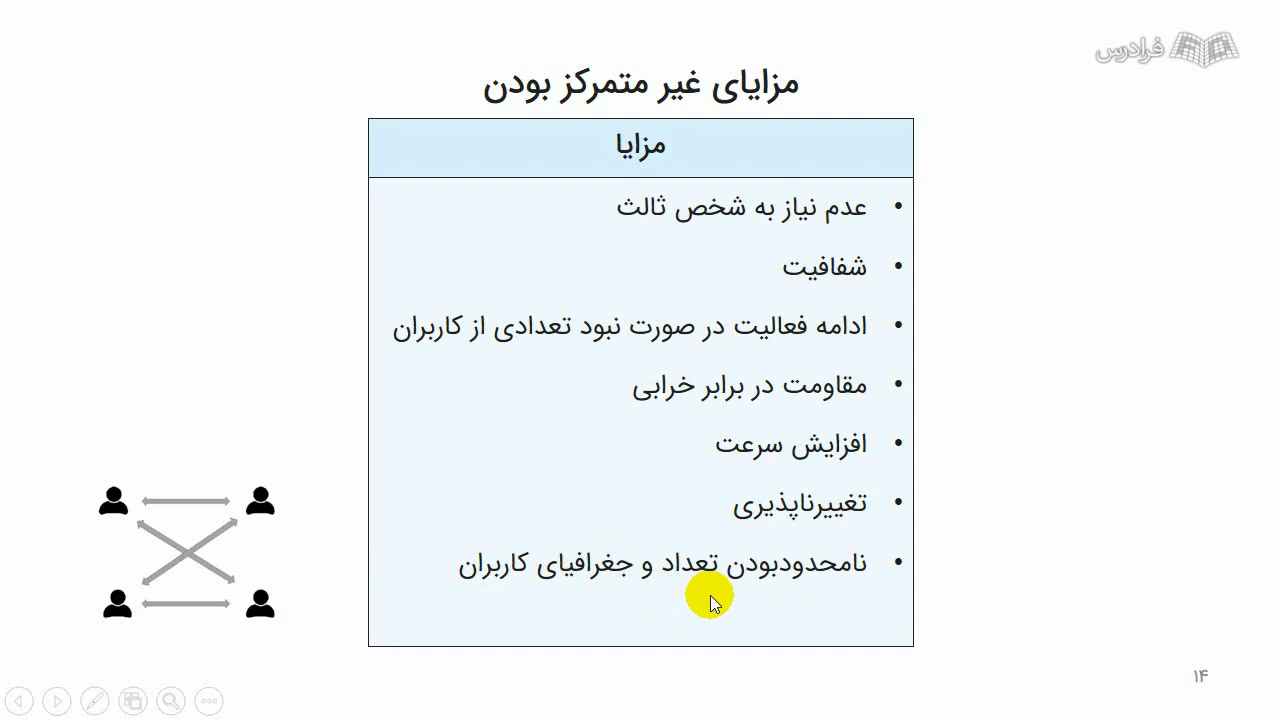 فرادرس
مزایای غیر متمرکز بودن
مزایا
• عدم نیاز به شخص ثالث
• شفافیت
• ادامه فعالیت در صورت نبود تعدادی از کاربران
• مقاومت در برابر خرابی
• افزایش سرعت
• تغییرناپذیری
• نامحدودبودن تعداد و جغرافیای کاربران
۱۴